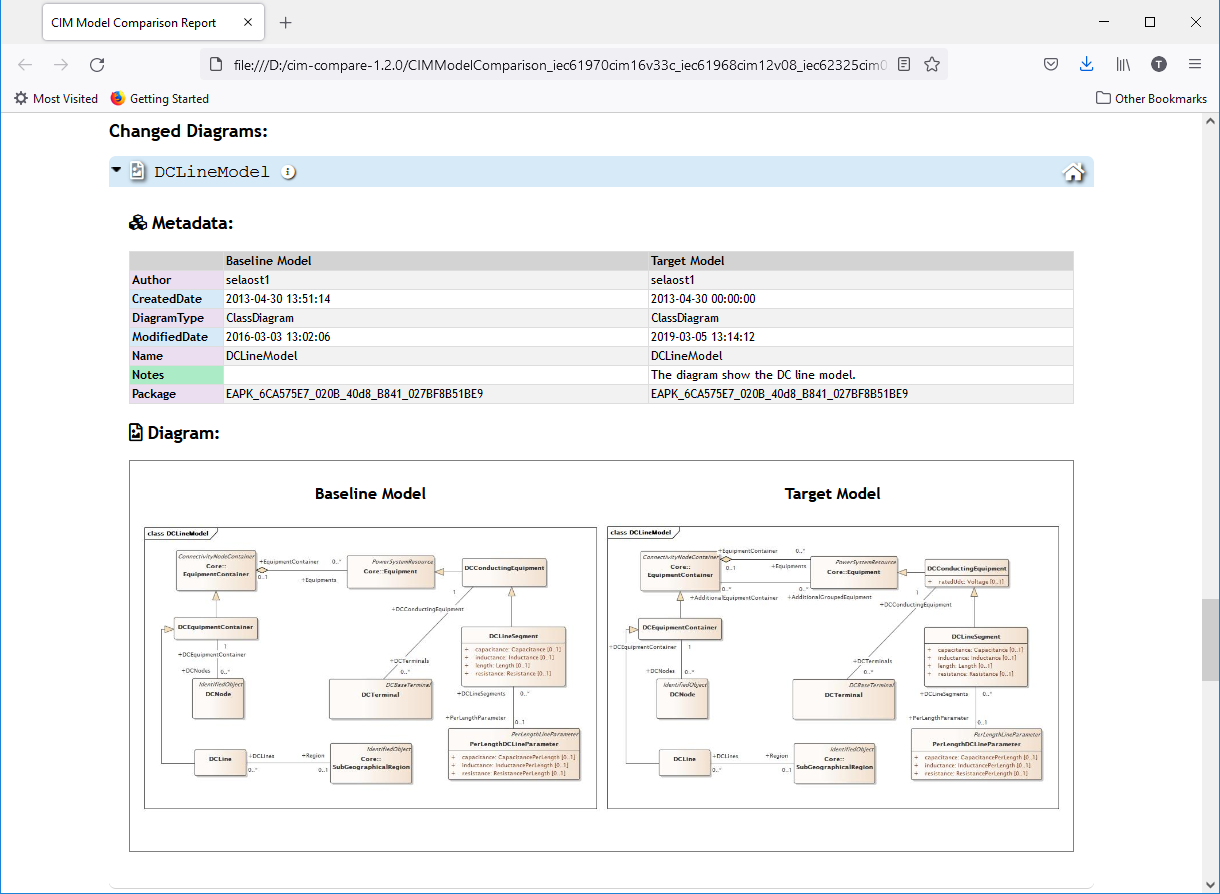 CIM Model Comparison Report
file:///D:/cim-compare-1.2.0/CIMModelComparison_iec61970cim16v33c_iec61968cim12v08_iec62325cim0
T
Most Visited
Getting Started
Other Bookmarks
Changed Diagrams:
DCLineModel
Metadata:
Baseline Model Target Model
Author selaost1 selaost1
CreatedDate 2013-04-30 13:51:14 2013-04-30 00:00:00
DiagramType ClassDiagram ClassDiagram
ModifiedDate 2016-03-03 13:02:06 2019-03-05 13:14:12
Name DCLineModel DCLineModel
Notes The diagram show the DC line model.
Package EAPK_6CA575E7_020B_40d8_B841_027BF8B51BE9 EAPK_6CA575E7_020B_40d8_B841_027BF8B51BE9
Diagram:
Baseline Model
class DCLineModel
ConnectivityNodeContainer
Core::
EquipmentContainer
+EquipmentContainer 0..*
0..1 +Equipments
PowerSystemResource
Core::Equipment
DCConductingEquipment
1
+DCConductingEquipment
DCEquipmentContainer
1
+DCEquipmentContainer
+DCNodes 0..*
IdentifiedObject
DCNode
+DCTerminals
0..*
DCBaseTerminal
DCTerminal
DCLineSegment
+ capacitance: Capacitance [0..1]
+ inductance: Inductance [0..1]
+ length: Length [0..1]
+ resistance: Resistance [0..1]
+DCLineSegments 0..*
+PerLengthParameter 0..1
PerLengthLineParameter
PerLengthDCLineParameter
+ capacitance: CapacitancePerLength [0..1]
+ inductance: InductancePerLength [0..1]
+ resistance: ResistancePerLength [0..1]
DCLine
+DCLines +Region
0..* 0..1
IdentifiedObject
Core::
SubGeographicalRegion
Target Model
class DCLineModel
ConnectivityNodeContainer
Core::
EquipmentContainer
+EquipmentContainer 0..*
0..1 +Equipments
0..* 0..*
+AdditionalEquipmentContainer +AdditionalGroupedEquipment
PowerSystemResource
Core::Equipment
DCConductingEquipment
+ ratedUdc: Voltage [0..1]
1
+DCConductingEquipment
DCEquipmentContainer
+DCEquipmentContainer 1
+DCNodes 0..*
IdentifiedObject
DCNode
+DCTerminals
0..*
DCBaseTerminal
DCTerminal
DCLineSegment
+ capacitance: Capacitance [0..1]
+ inductance: Inductance [0..1]
+ length: Length [0..1]
+ resistance: Resistance [0..1]
+DCLineSegments 0..*
+PerLengthParameter 0..1
PerLengthLineParameter
PerLengthDCLineParameter
+ capacitance: CapacitancePerLength [0..1]
+ inductance: InductancePerLength [0..1]
+ resistance: ResistancePerLength [0..1]
DCLine
+DCLines +Region
0..* 0..1
IdentifiedObject
Core::
SubGeographicalRegion